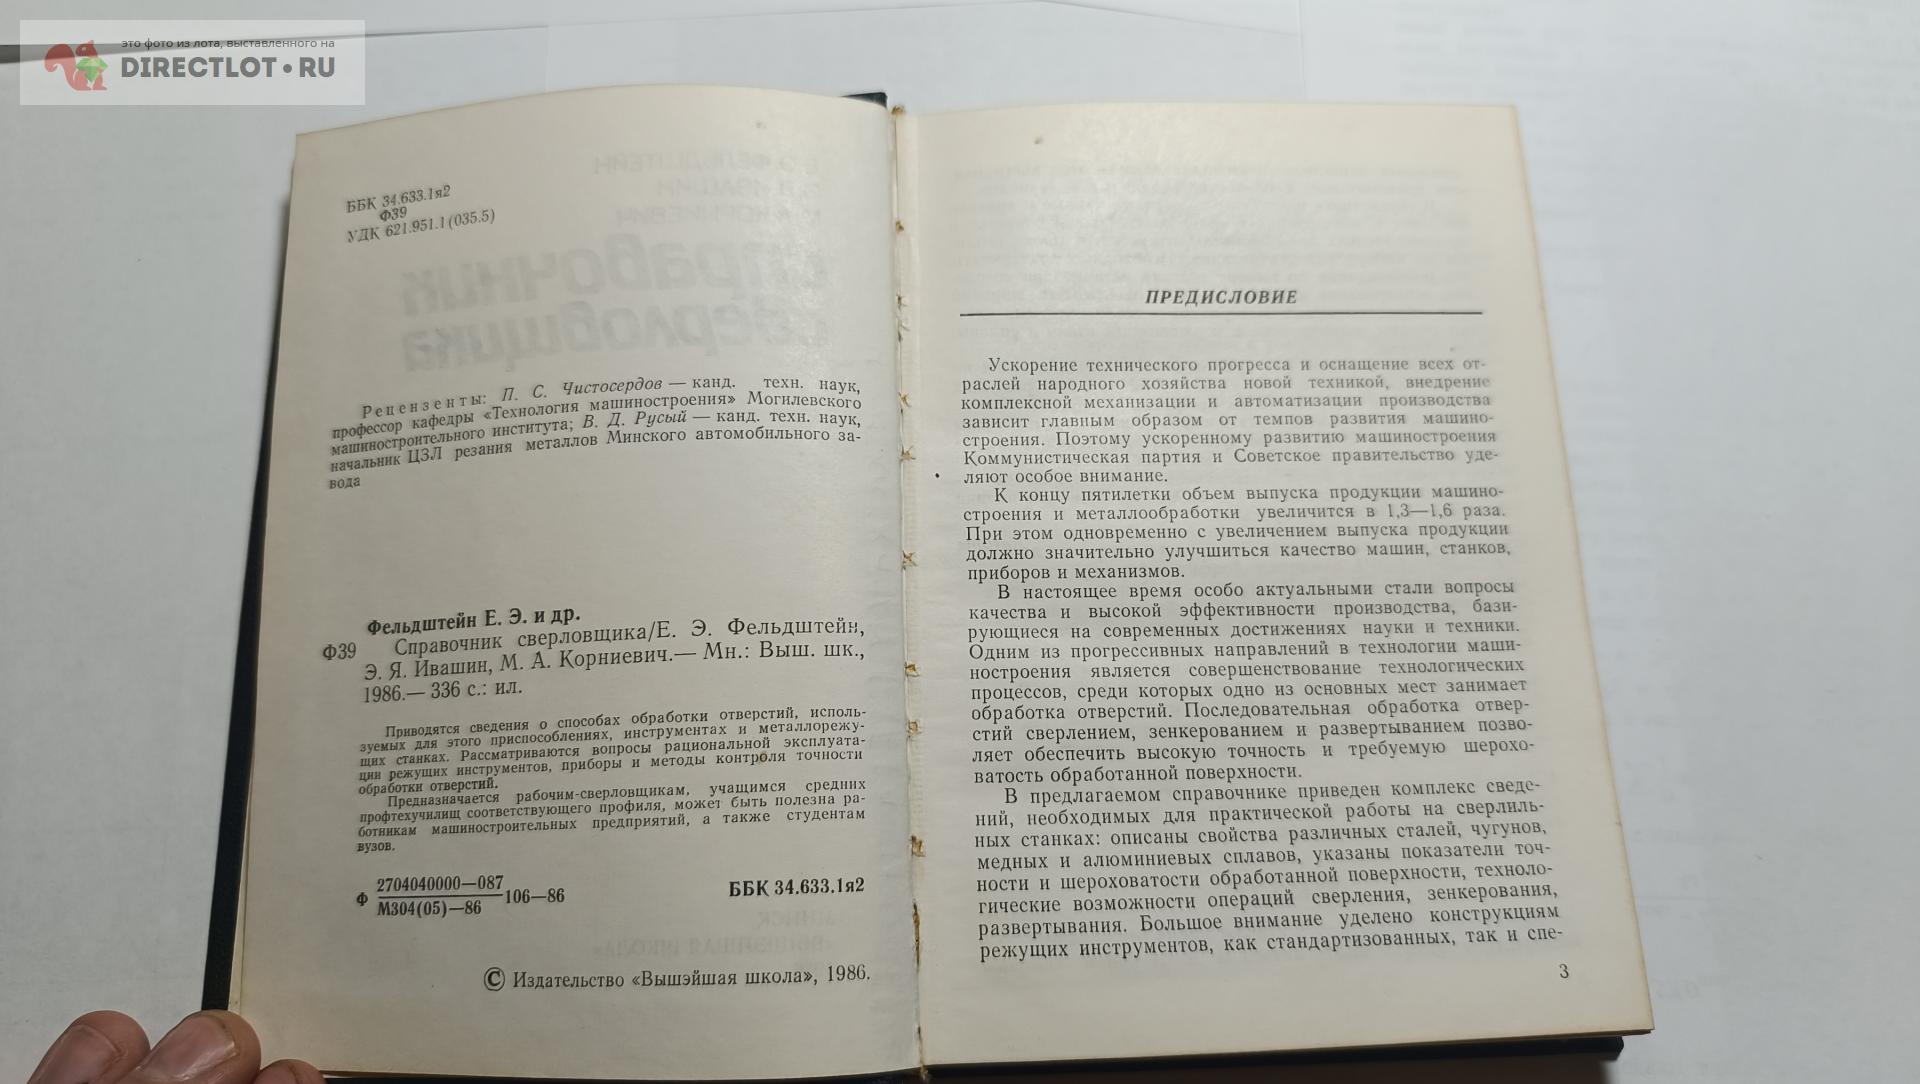 это фото из лота, выставленного на
DIRECTLOT•RU
ББК 34.633.1я2
Ф39
УДК 621.951.1(035.5)
Рецензенты: П. С. Чистосердов — канд. техн. наук,
профессор кафедры «Технология машиностроения» Могилевского
машиностроительного института; В. Д. Русый — канд. техн. наук,
начальник ЦЗЛ резания металлов Минского автомобильного за-
вода
Фельдштейн Е. Э. и др.
Ф39 Справочник сверловщика/Е. Э. Фельдштейн,
Э. Я. Ивашин, М. А. Корниевич.— Мн.: Выш. шк.,
1986.— 336 с.: ил.
Приводятся сведения о способах обработки отверстий, исполь-
зуемых для этого приспособлениях, инструментах и металлорежу-
щих станках. Рассматриваются вопросы рациональной эксплуата-
ции режущих инструментов, приборы и методы контроля точности
обработки отверстий.
Предназначается рабочим-сверловщикам, учащимся средних
профтехучилищ соответствующего профиля, может быть полезна ра-
ботникам машиностроительных предприятий, а также студентам
вузов.
Ф 2704040000—087
М304(05)—86 106—86 ББК 34.633.1я2
© Издательство «Вышэйшая школа», 1986.
ПРЕДИСЛОВИЕ
Ускорение технического прогресса и оснащение всех от-
раслей народного хозяйства новой техникой, внедрение
комплексной механизации и автоматизации производства
зависит главным образом от темпов развития машино-
строения. Поэтому ускоренному развитию машиностроения
Коммунистическая партия и Советское правительство уде-
ляют особое внимание.
К концу пятилетки объем выпуска продукции машино-
строения и металлообработки увеличится в 1,3—1,6 раза.
При этом одновременно с увеличением выпуска продукции
должно значительно улучшиться качество машин, станков,
приборов и механизмов.
В настоящее время особо актуальными стали вопросы
качества и высокой эффективности производства, бази-
рующиеся на современных достижениях науки и техники.
Одним из прогрессивных направлений в технологии маши-
ностроения является совершенствование технологических
процессов, среди которых одно из основных мест занимает
обработка отверстий. Последовательная обработка отвер-
стий сверлением, зенкерованием и развертыванием позво-
ляет обеспечить высокую точность и требуемую шерохо-
ватость обработанной поверхности.
В предлагаемом справочнике приведен комплекс сведе-
ний, необходимых для практической работы на сверлиль-
ных станках: описаны свойства различных сталей, чугунов,
медных и алюминиевых сплавов, указаны показатели точ-
ности и шероховатости обработанной поверхности, техноло-
гические возможности операций сверления, зенкерования,
развертывания. Большое внимание уделено конструкциям
режущих инструментов, как стандартизованных, так и спе-
3